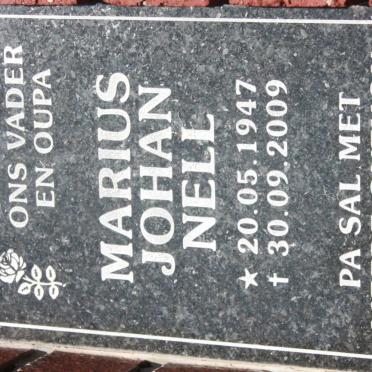 ONS VADER
EN OUPA
MARIUS
JOHAN
NELL
★ 20.05.1947
† 30.09.2009
PA SAL MET